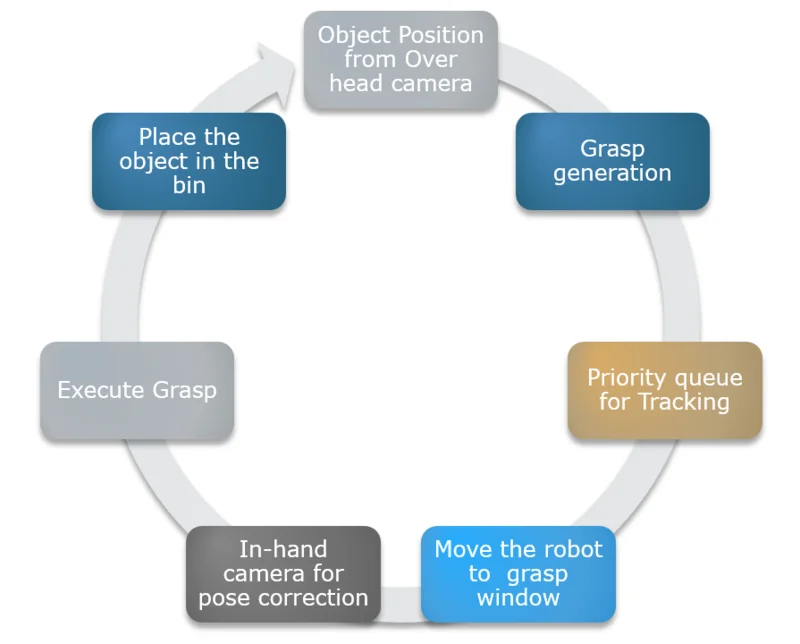 Object Position
from Over
head camera
Grasp
generation
Priority queue
for Tracking
Move the robot
to  grasp
window
In-hand
camera for
pose correction
Execute Grasp
Place the
object in the
bin